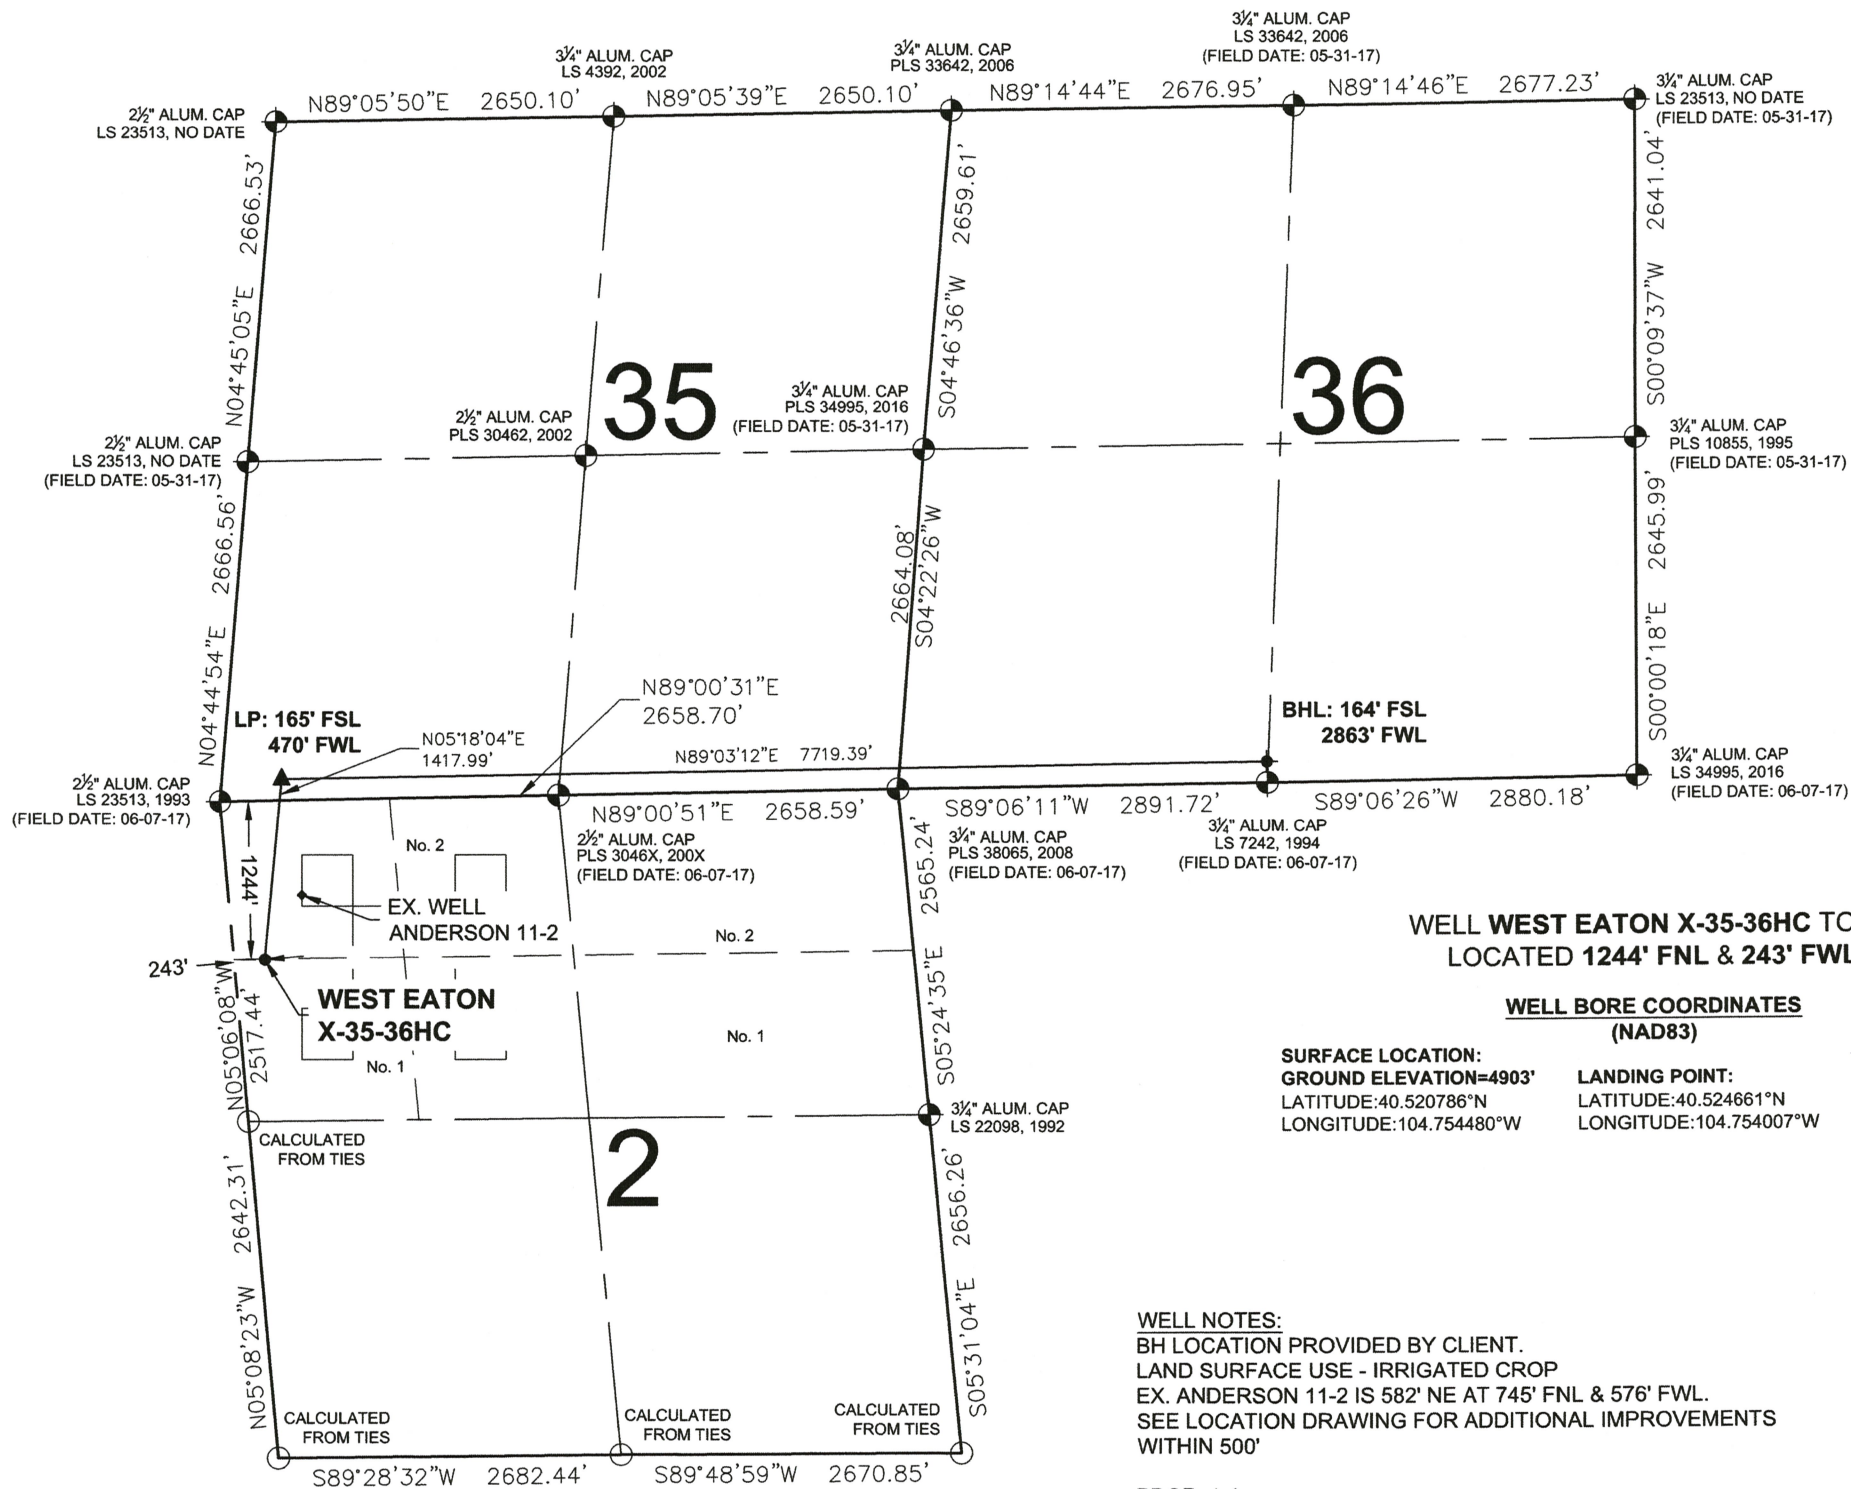 3¼" ALUM. CAP
LS 33642, 2006
(FIELD DATE: 05-31-17)
3¼" ALUM. CAP
LS 4392, 2002
3¼" ALUM. CAP
PLS 33642, 2006
2½" ALUM. CAP
LS 23513, NO DATE
N89°05'50"E 2650.10'
N89°05'39"E 2650.10'
N89°14'44"E 2676.95'
N89°14'46"E 2677.23'
3¼" ALUM. CAP
LS 23513, NO DATE
(FIELD DATE: 05-31-17)
N04°45'05"E 2666.53'
S04°46'36"W 2659.61'
S00°09'37"W 2641.04'
35
36
2½" ALUM. CAP
LS 23513, NO DATE
(FIELD DATE: 05-31-17)
2½" ALUM. CAP
PLS 30462, 2002
3¼" ALUM. CAP
PLS 34995, 2016
(FIELD DATE: 05-31-17)
3¼" ALUM. CAP
PLS 10855, 1995
(FIELD DATE: 05-31-17)
N04°44'54"E 2666.56'
2664.08'
S04°22'26"W
S00°00'18"E 2645.99'
LP: 165' FSL
470' FWL
N05°18'04"E
1417.99'
N89°00'31"E
2658.70'
N89°03'12"E 7719.39'
BHL: 164' FSL
2863' FWL
2½" ALUM. CAP
LS 23513, 1993
(FIELD DATE: 06-07-17)
N89°00'51"E 2658.59'
S89°06'11"W 2891.72'
S89°06'26"W 2880.18'
3¼" ALUM. CAP
LS 34995, 2016
(FIELD DATE: 06-07-17)
2½" ALUM. CAP
PLS 3046X, 200X
(FIELD DATE: 06-07-17)
3¼" ALUM. CAP
PLS 38065, 2008
(FIELD DATE: 06-07-17)
3¼" ALUM. CAP
LS 7242, 1994
(FIELD DATE: 06-07-17)
1244'
No. 2
EX. WELL
ANDERSON 11-2
No. 2
243'
WEST EATON
X-35-36HC
No. 1
No. 1
N05°06'08"W
2517.44'
S05°24'35"E 2565.24'
WELL WEST EATON X-35-36HC TO
LOCATED 1244' FNL & 243' FWL
WELL BORE COORDINATES
(NAD83)
SURFACE LOCATION:
GROUND ELEVATION=4903'
LATITUDE:40.520786°N
LONGITUDE:104.754480°W
LANDING POINT:
LATITUDE:40.524661°N
LONGITUDE:104.754007°W
CALCULATED
FROM TIES
3¼" ALUM. CAP
LS 22098, 1992
2
N05°08'23"W 2642.31'
S05°31'04"E 2656.26'
WELL NOTES:
BH LOCATION PROVIDED BY CLIENT.
LAND SURFACE USE - IRRIGATED CROP
EX. ANDERSON 11-2 IS 582' NE AT 745' FNL & 576' FWL.
SEE LOCATION DRAWING FOR ADDITIONAL IMPROVEMENTS
WITHIN 500'
CALCULATED
FROM TIES
CALCULATED
FROM TIES
CALCULATED
FROM TIES
S89°28'32"W 2682.44'
S89°48'59"W 2670.85'